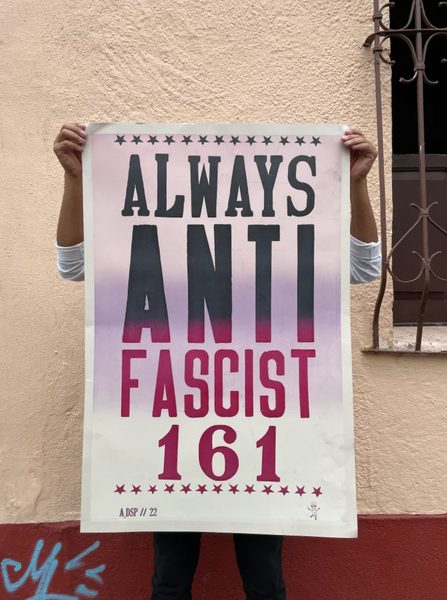 ALWAYS
ANTI
FASCIST
161
A_DSP // 22